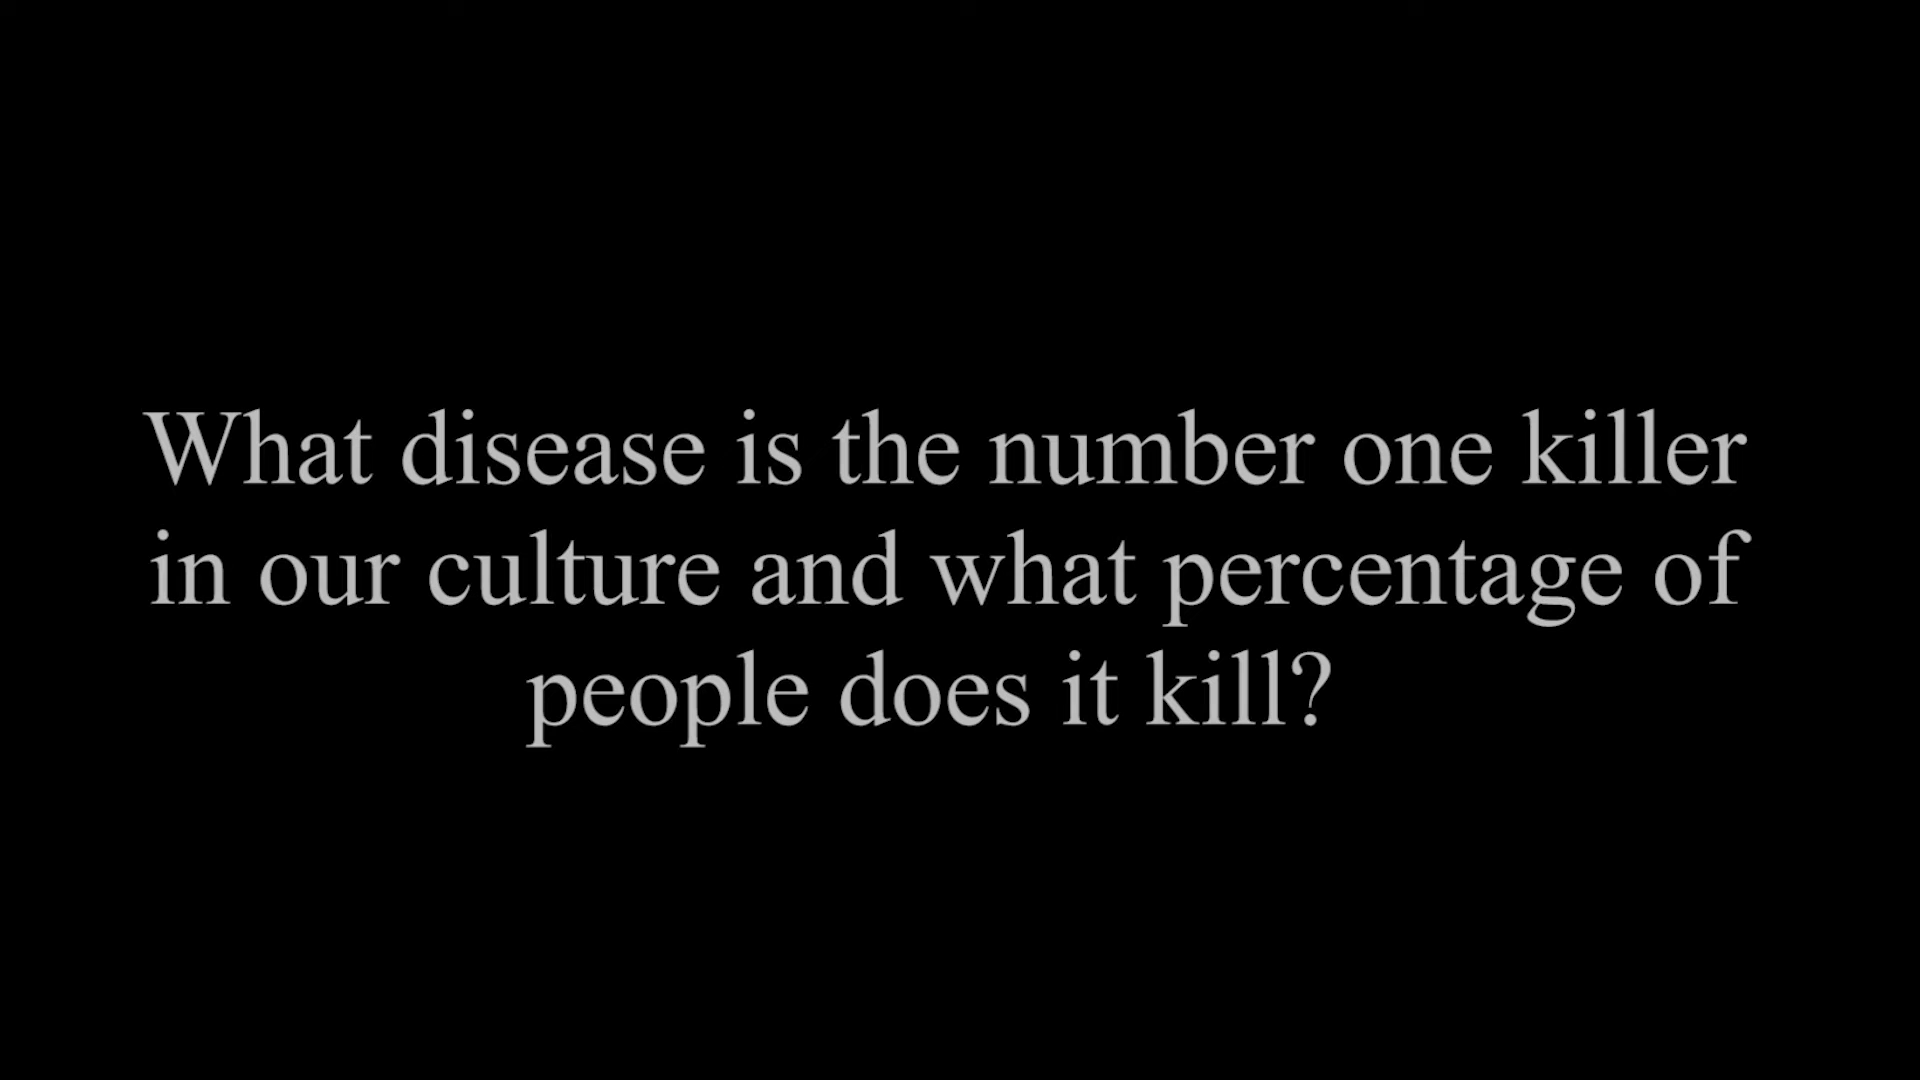 What disease is the number one killer
in our culture and what percentage of
people does it kill?